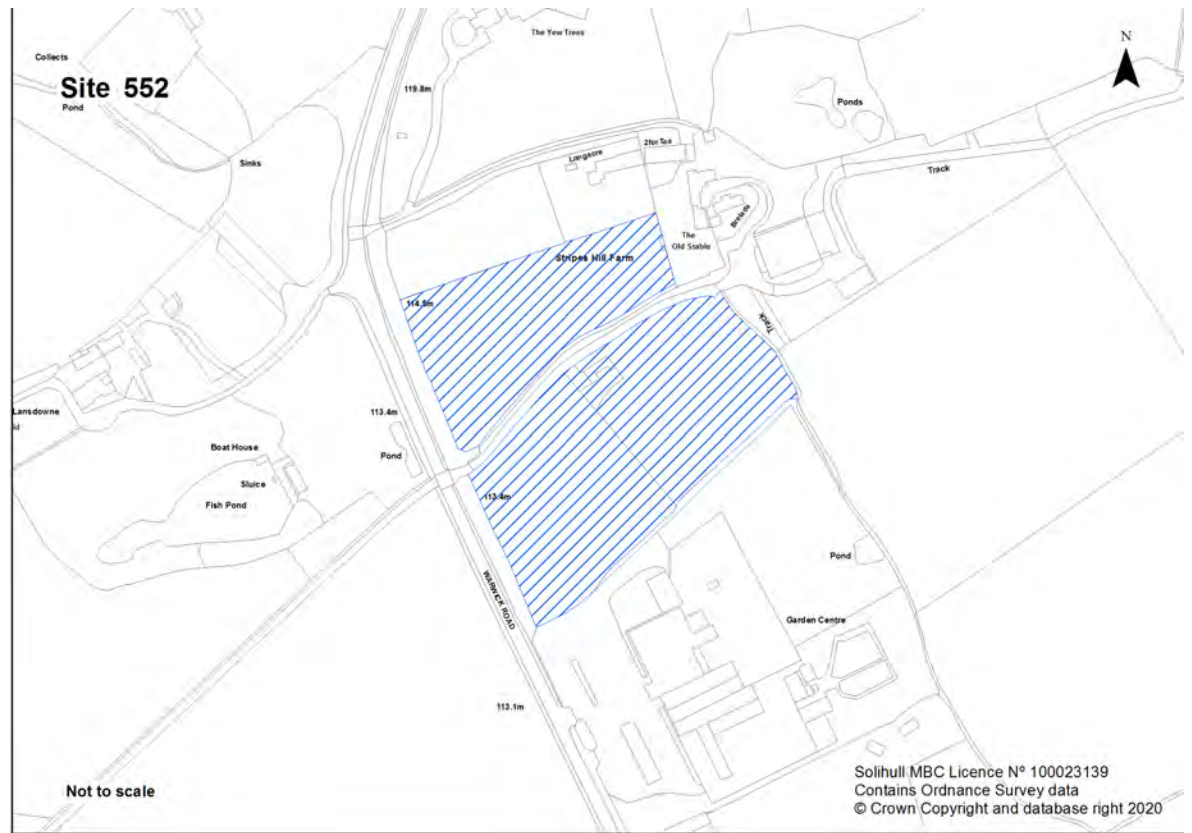 The Yew Trees
N
Collects
Site 552
Pond
119.8m
Ponds
2forTee
Longacre
Sinks
Track
Brelade
The
Old Stable
Stripes Hill Farm
114.5m
Track
Lansdowne
113.4m
Boat House
Pond
Sluice
113.4m
Fish Pond
Pond
WARWICK ROAD
Garden Centre
113.1m
Not to scale
Solihull MBC Licence Nº 100023139
Contains Ordnance Survey data
© Crown Copyright and database right 2020